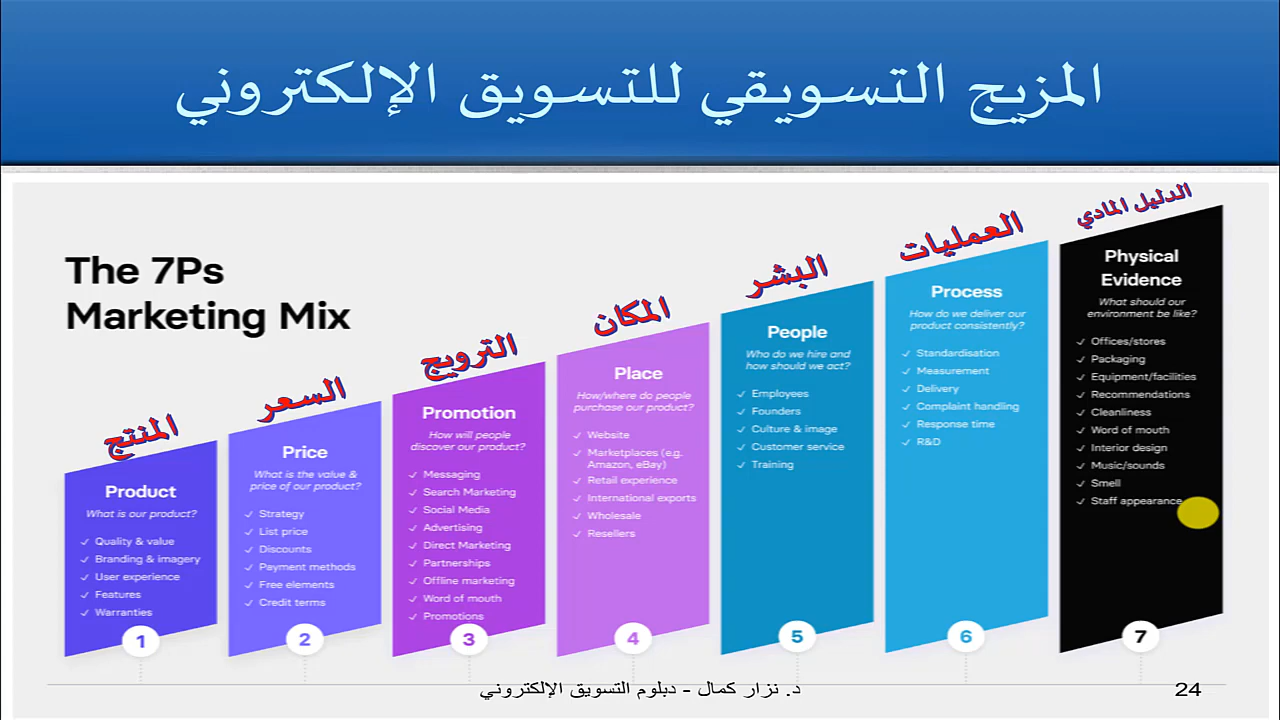 المزيج التسويقي للتسويق الإلكتروني
The 7Ps
Marketing Mix
المنتج
Product
What is our product?
✓ Quality & value
✓ Branding & imagery
✓ User experience
✓ Features
✓ Warranties
1
السعر
Price
What is the value &
price of our product?
✓ Strategy
✓ List price
✓ Discounts
✓ Payment methods
✓ Free elements
✓ Credit terms
2
الترويج
Promotion
How will people
discover our product?
✓ Messaging
✓ Search Marketing
✓ Social Media
✓ Advertising
✓ Direct Marketing
✓ Partnerships
✓ Offline marketing
✓ Word of mouth
✓ Promotions
3
المكان
Place
How/where do people
purchase our product?
✓ Website
✓ Marketplaces (e.g.
Amazon, eBay)
✓ Retail experience
✓ International exports
✓ Wholesale
✓ Resellers
4
البشر
People
Who do we hire and
how should we act?
✓ Employees
✓ Founders
✓ Culture & image
✓ Customer service
✓ Training
5
العمليات
Process
How do we deliver our
product consistently?
✓ Standardisation
✓ Measurement
✓ Delivery
✓ Complaint handling
✓ Response time
✓ R&D
6
الدليل المادي
Physical
Evidence
What should our
environment be like?
✓ Offices/stores
✓ Packaging
✓ Equipment/facilities
✓ Recommendations
✓ Cleanliness
✓ Word of mouth
✓ Interior design
✓ Music/sounds
✓ Smell
✓ Staff appearance
7
د. نزار كمال - دبلوم التسويق الإلكتروني
24